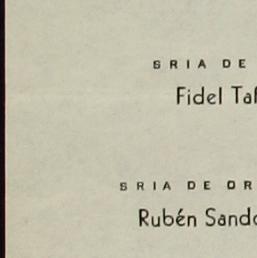 SRIA DE
Fidel Taf
SRIA DE OR
Rubén Sando